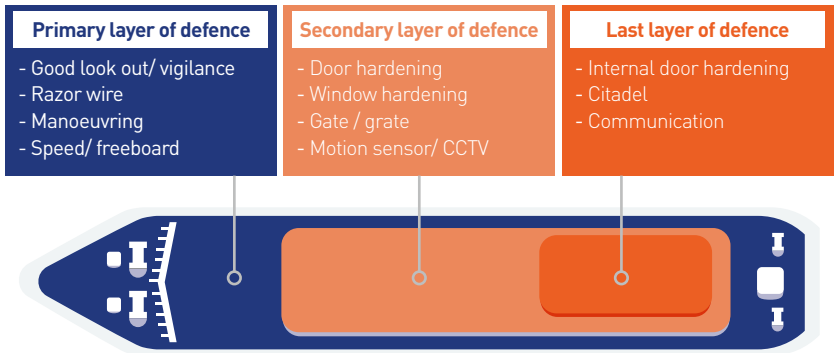 Primary layer of defence
- Good look out/ vigilance
- Razor wire
- Manoeuvring
- Speed/ freeboard
Secondary layer of defence
- Door hardening
- Window hardening
- Gate / grate
- Motion sensor/ CCTV
Last layer of defence
- Internal door hardening
- Citadel
- Communication